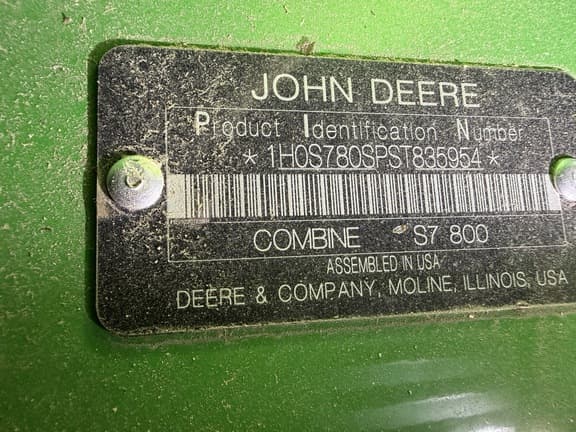 JOHN DEERE
Product Identification Number
* 1H0S780SPST835954 *
COMBINE S7 800
ASSEMBLED IN USA
DEERE & COMPANY, MOLINE, ILLINOIS, USA